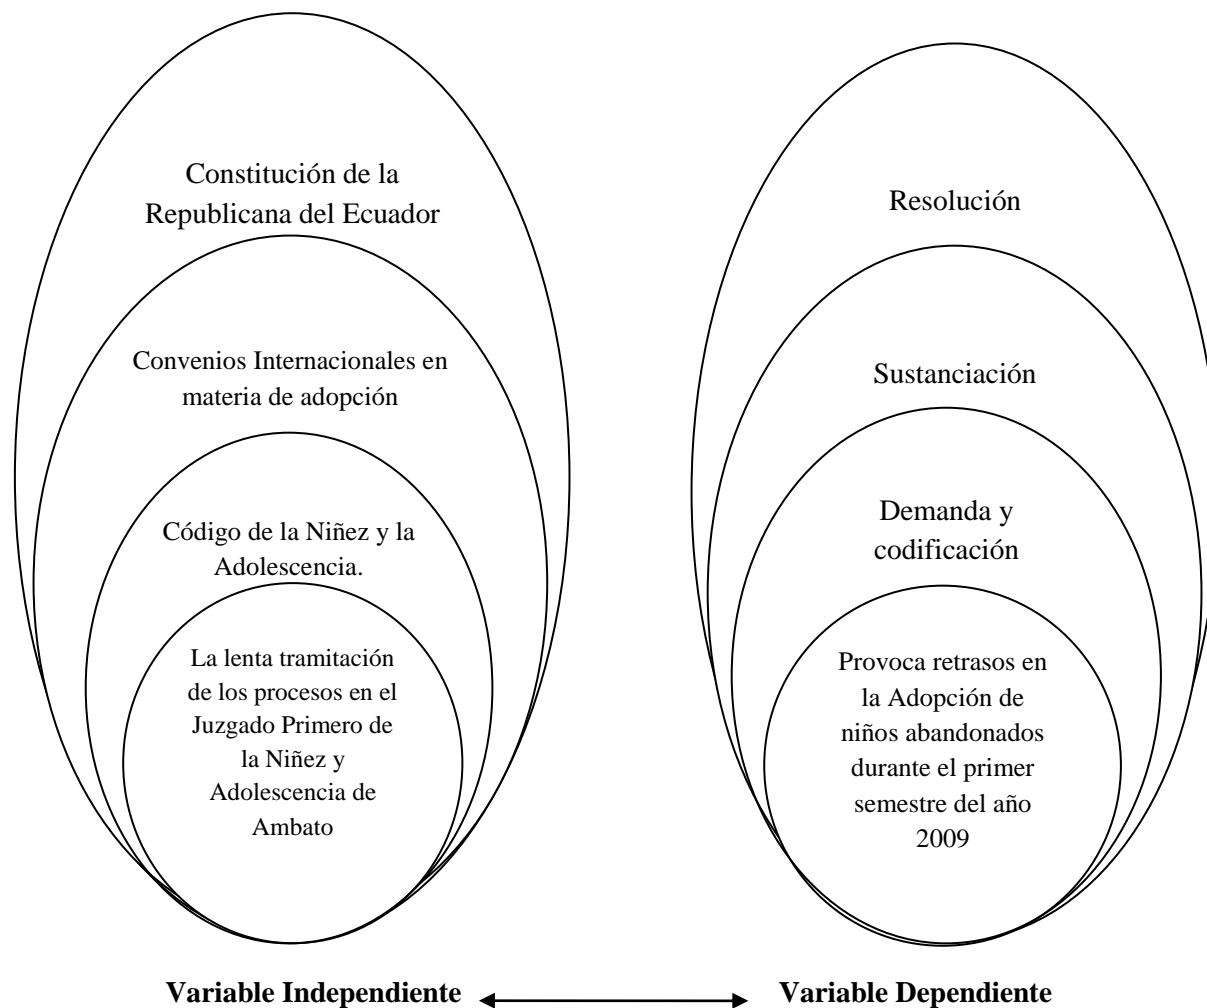 Constitución de la
Republicana del Ecuador
Convenios Internacionales en
materia de adopción
Código de la Niñez y la
Adolescencia.
La lenta tramitación
de los procesos en el
Juzgado Primero de
la Niñez y
Adolescencia de
Ambato
Resolución
Sustanciación
Demanda y
codificación
Provoca retrasos en
la Adopción de
niños abandonados
durante el primer
semestre del año
2009
Variable Independiente
Variable Dependiente